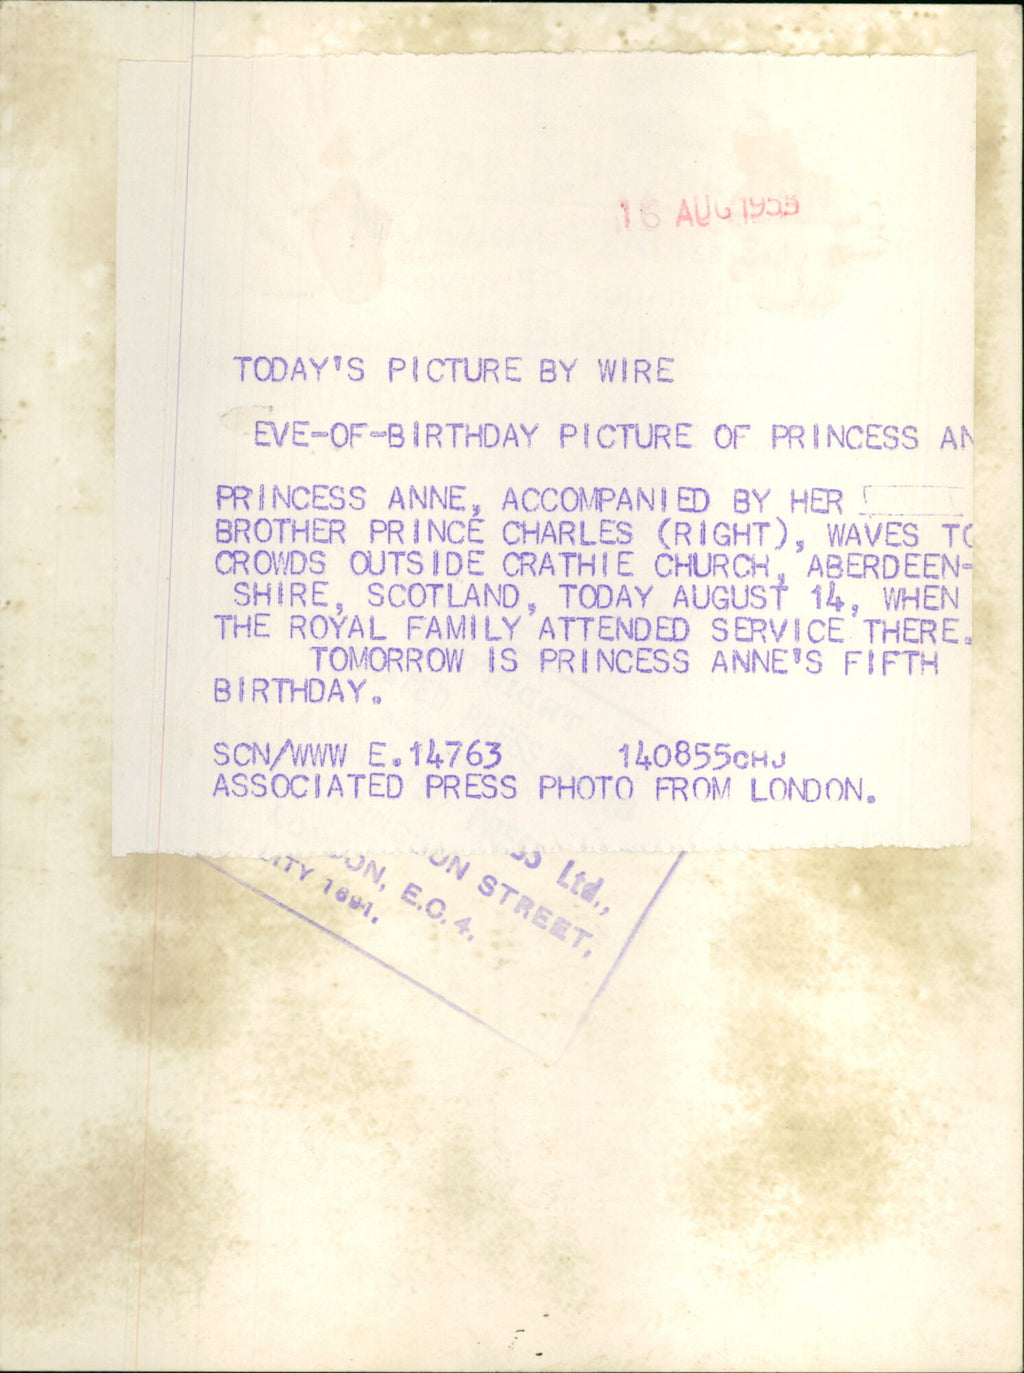 16 AUG 1955
TODAY'S PICTURE BY WIRE
EVE-OF-BIRTHDAY PICTURE OF PRINCESS AN
PRINCESS ANNE, ACCOMPANIED BY HER
BROTHER PRINCE CHARLES (RIGHT), WAVES TO
CROWDS OUTSIDE CRATHIE CHURCH, ABERDEEN-
SHIRE, SCOTLAND, TODAY AUGUST 14, WHEN
THE ROYAL FAMILY ATTENDED SERVICE THERE.
TOMORROW IS PRINCESS ANNE'S FIFTH
BIRTHDAY.
SCN/WWW E.14763 140855CHJ
ASSOCIATED PRESS PHOTO FROM LONDON.
Ltd.,
STREET,
E.C.4.
1691.